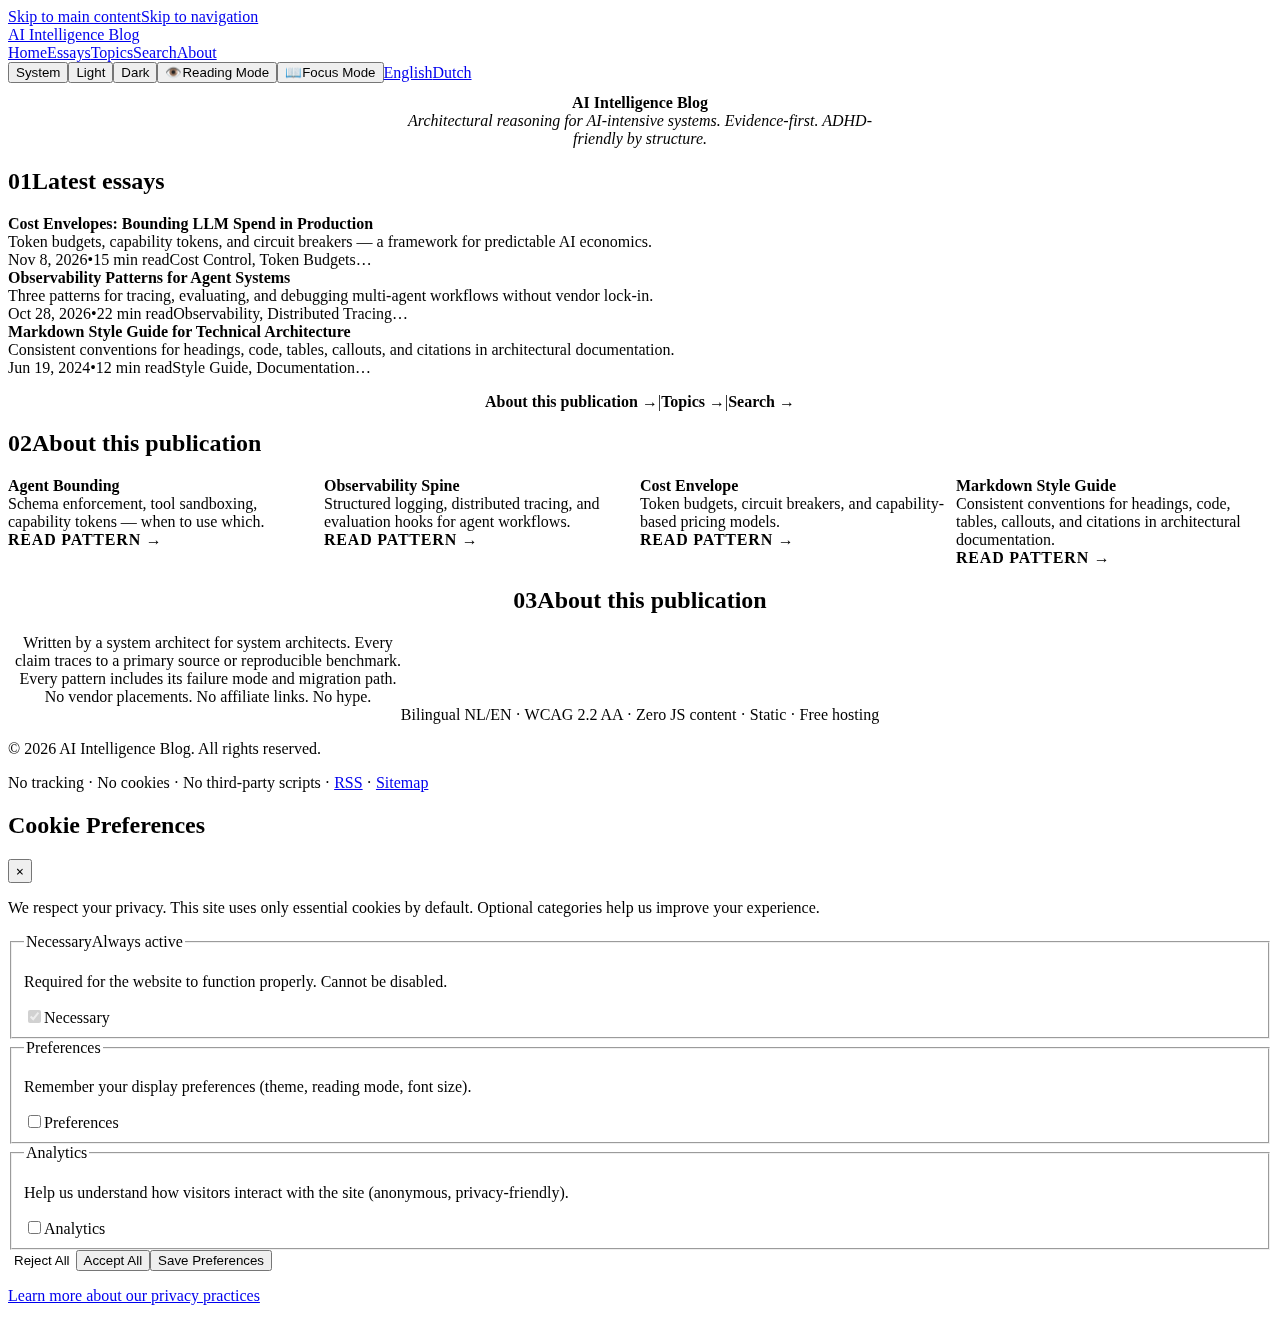 Skip to main contentSkip to navigation
AI Intelligence Blog
HomeEssaysTopicsSearchAbout
System Light Dark 👁️Reading Mode 📖Focus Mode EnglishDutch
AI Intelligence Blog
Architectural reasoning for AI-intensive systems. Evidence-first. ADHD-
friendly by structure.
01Latest essays
Cost Envelopes: Bounding LLM Spend in Production
Token budgets, capability tokens, and circuit breakers — a framework for predictable AI economics.
Nov 8, 2026•15 min readCost Control, Token Budgets…
Observability Patterns for Agent Systems
Three patterns for tracing, evaluating, and debugging multi-agent workflows without vendor lock-in.
Oct 28, 2026•22 min readObservability, Distributed Tracing…
Markdown Style Guide for Technical Architecture
Consistent conventions for headings, code, tables, callouts, and citations in architectural documentation.
Jun 19, 2024•12 min readStyle Guide, Documentation…
About this publication →|Topics →|Search →
02About this publication
Agent Bounding
Schema enforcement, tool sandboxing,
capability tokens — when to use which.
READ PATTERN →
Observability Spine
Structured logging, distributed tracing, and
evaluation hooks for agent workflows.
READ PATTERN →
Cost Envelope
Token budgets, circuit breakers, and capability-
based pricing models.
READ PATTERN →
Markdown Style Guide
Consistent conventions for headings, code,
tables, callouts, and citations in architectural
documentation.
READ PATTERN →
03About this publication
Written by a system architect for system architects. Every
claim traces to a primary source or reproducible benchmark.
Every pattern includes its failure mode and migration path.
No vendor placements. No affiliate links. No hype.
Bilingual NL/EN · WCAG 2.2 AA · Zero JS content · Static · Free hosting
© 2026 AI Intelligence Blog. All rights reserved.
No tracking · No cookies · No third-party scripts · RSS · Sitemap
Cookie Preferences
×
We respect your privacy. This site uses only essential cookies by default. Optional categories help us improve your experience.
NecessaryAlways active
Required for the website to function properly. Cannot be disabled.
Necessary
Preferences
Remember your display preferences (theme, reading mode, font size).
Preferences
Analytics
Help us understand how visitors interact with the site (anonymous, privacy-friendly).
Analytics
Reject All Accept All Save Preferences
Learn more about our privacy practices